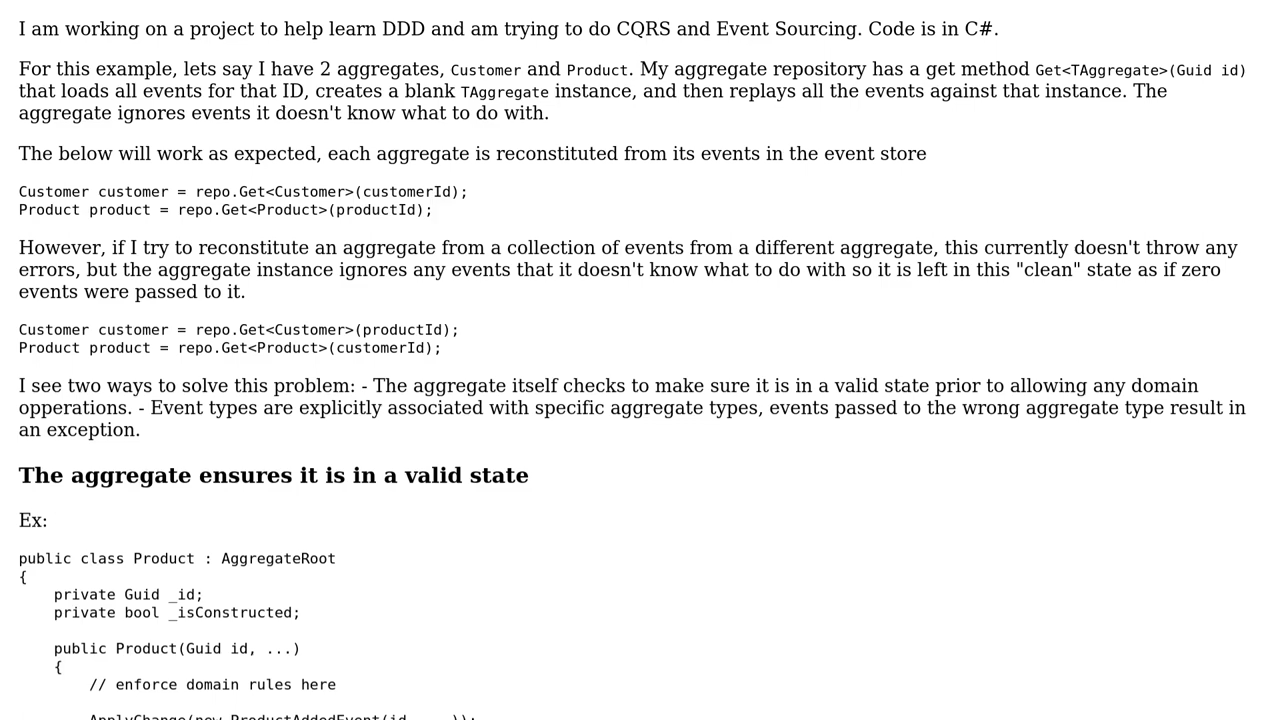 I am working on a project to help learn DDD and am trying to do CQRS and Event Sourcing. Code is in C#.
For this example, lets say I have 2 aggregates, Customer and Product. My aggregate repository has a get method Get<TAggregate>(Guid id)
that loads all events for that ID, creates a blank TAggregate instance, and then replays all the events against that instance. The
aggregate ignores events it doesn't know what to do with.
The below will work as expected, each aggregate is reconstituted from its events in the event store
Customer customer = repo.Get<Customer>(customerId);
Product product = repo.Get<Product>(productId);
However, if I try to reconstitute an aggregate from a collection of events from a different aggregate, this currently doesn't throw any
errors, but the aggregate instance ignores any events that it doesn't know what to do with so it is left in this "clean" state as if zero
events were passed to it.
Customer customer = repo.Get<Customer>(productId);
Product product = repo.Get<Product>(customerId);
I see two ways to solve this problem: - The aggregate itself checks to make sure it is in a valid state prior to allowing any domain
opperations. - Event types are explicitly associated with specific aggregate types, events passed to the wrong aggregate type result in
an exception.
The aggregate ensures it is in a valid state
Ex:
public class Product : AggregateRoot
{
    private Guid _id;
    private bool _isConstructed;
    public Product(Guid id, ...)
    {
        // enforce domain rules here
        ApplyChange(new ProductAddedEvent(id, ...));